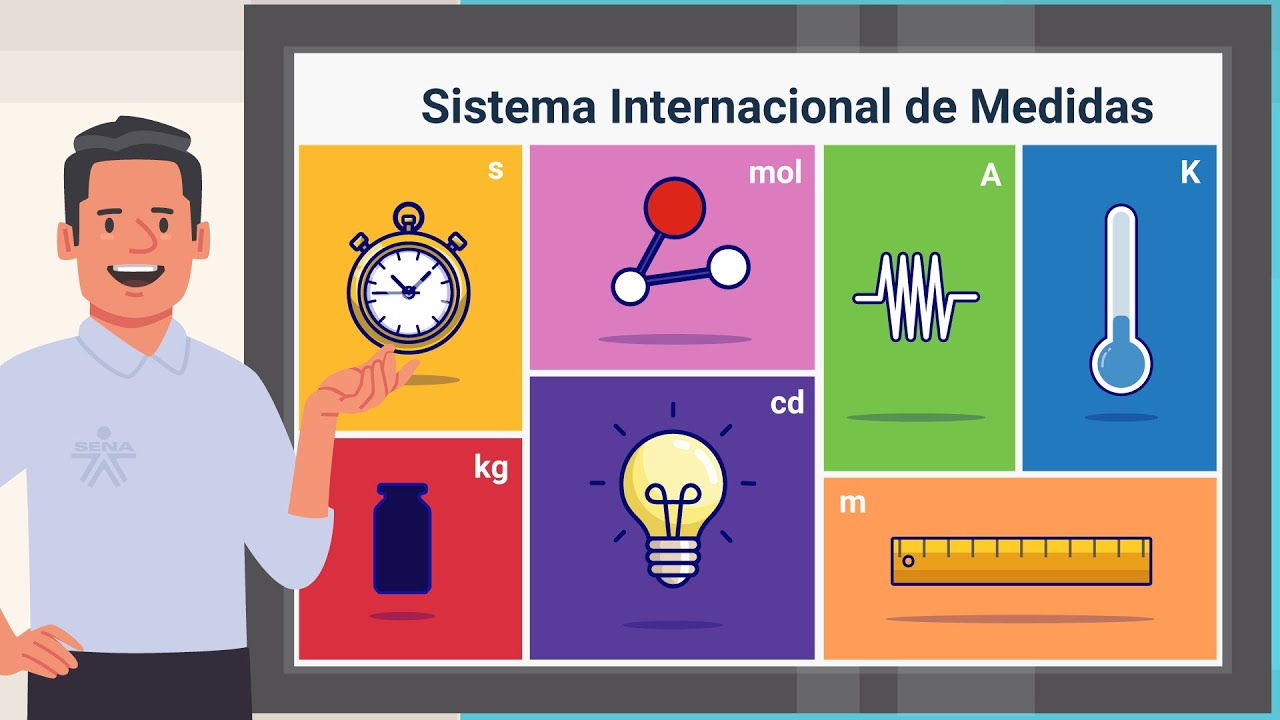 Sistema Internacional de Medidas
s
mol
A
K
kg
cd
m
SENA